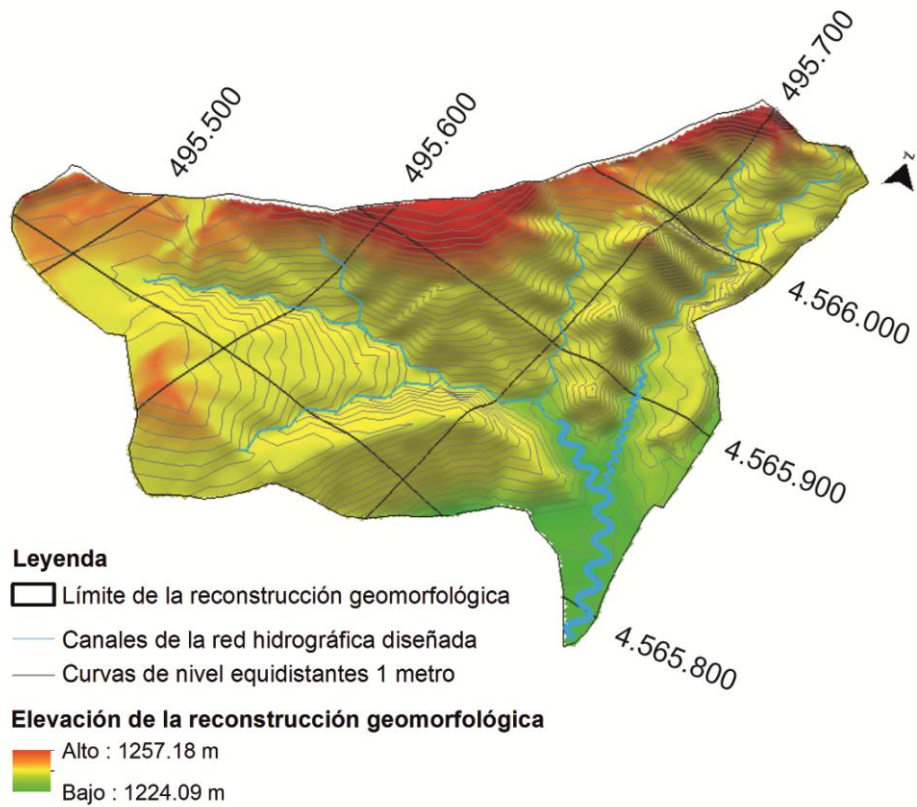 495.500
495.600
495.700
z
4.566.000
4.565.900
4.565.800
Leyenda
Límite de la reconstrucción geomorfológica
Canales de la red hidrográfica diseñada
Curvas de nivel equidistantes 1 metro
Elevación de la reconstrucción geomorfológica
Alto : 1257.18 m
Bajo : 1224.09 m